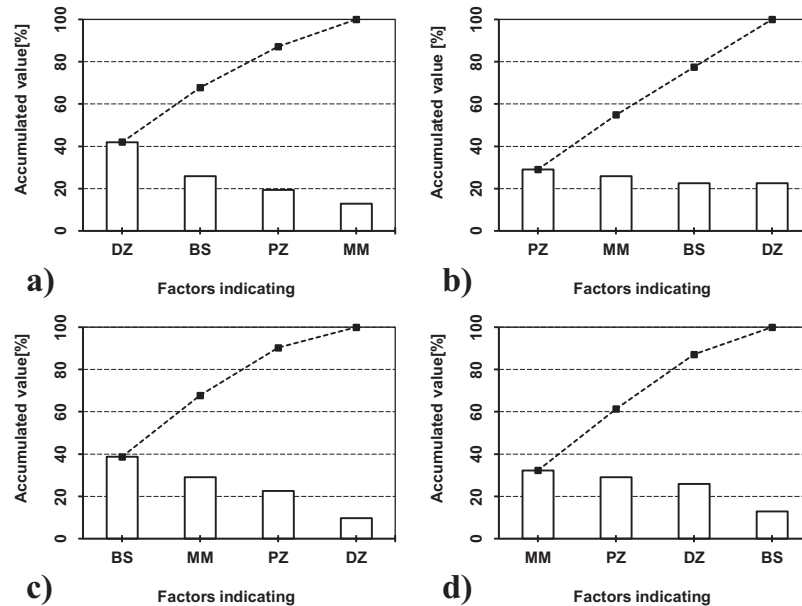 Accumulated value[%]
100
80
60
40
20
0
DZ BS PZ MM
a)
Factors indicating
Accumulated value [%]
100
80
60
40
20
0
PZ MM BS DZ
b)
Factors indicating
Accumulated value[%]
100
80
60
40
20
0
BS MM PZ DZ
c)
Factors indicating
Accumulated value[%]
100
80
60
40
20
0
MM PZ DZ BS
d)
Factors indicating